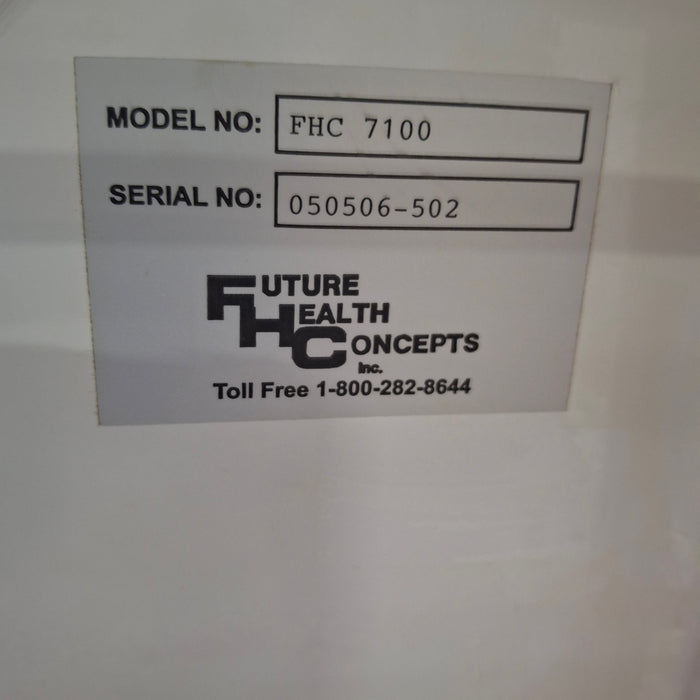 MODEL NO: FHC 7100
SERIAL NO: 050506-502
FUTURE
HEALTH
CONCEPTS
Inc.
Toll Free 1-800-282-8644